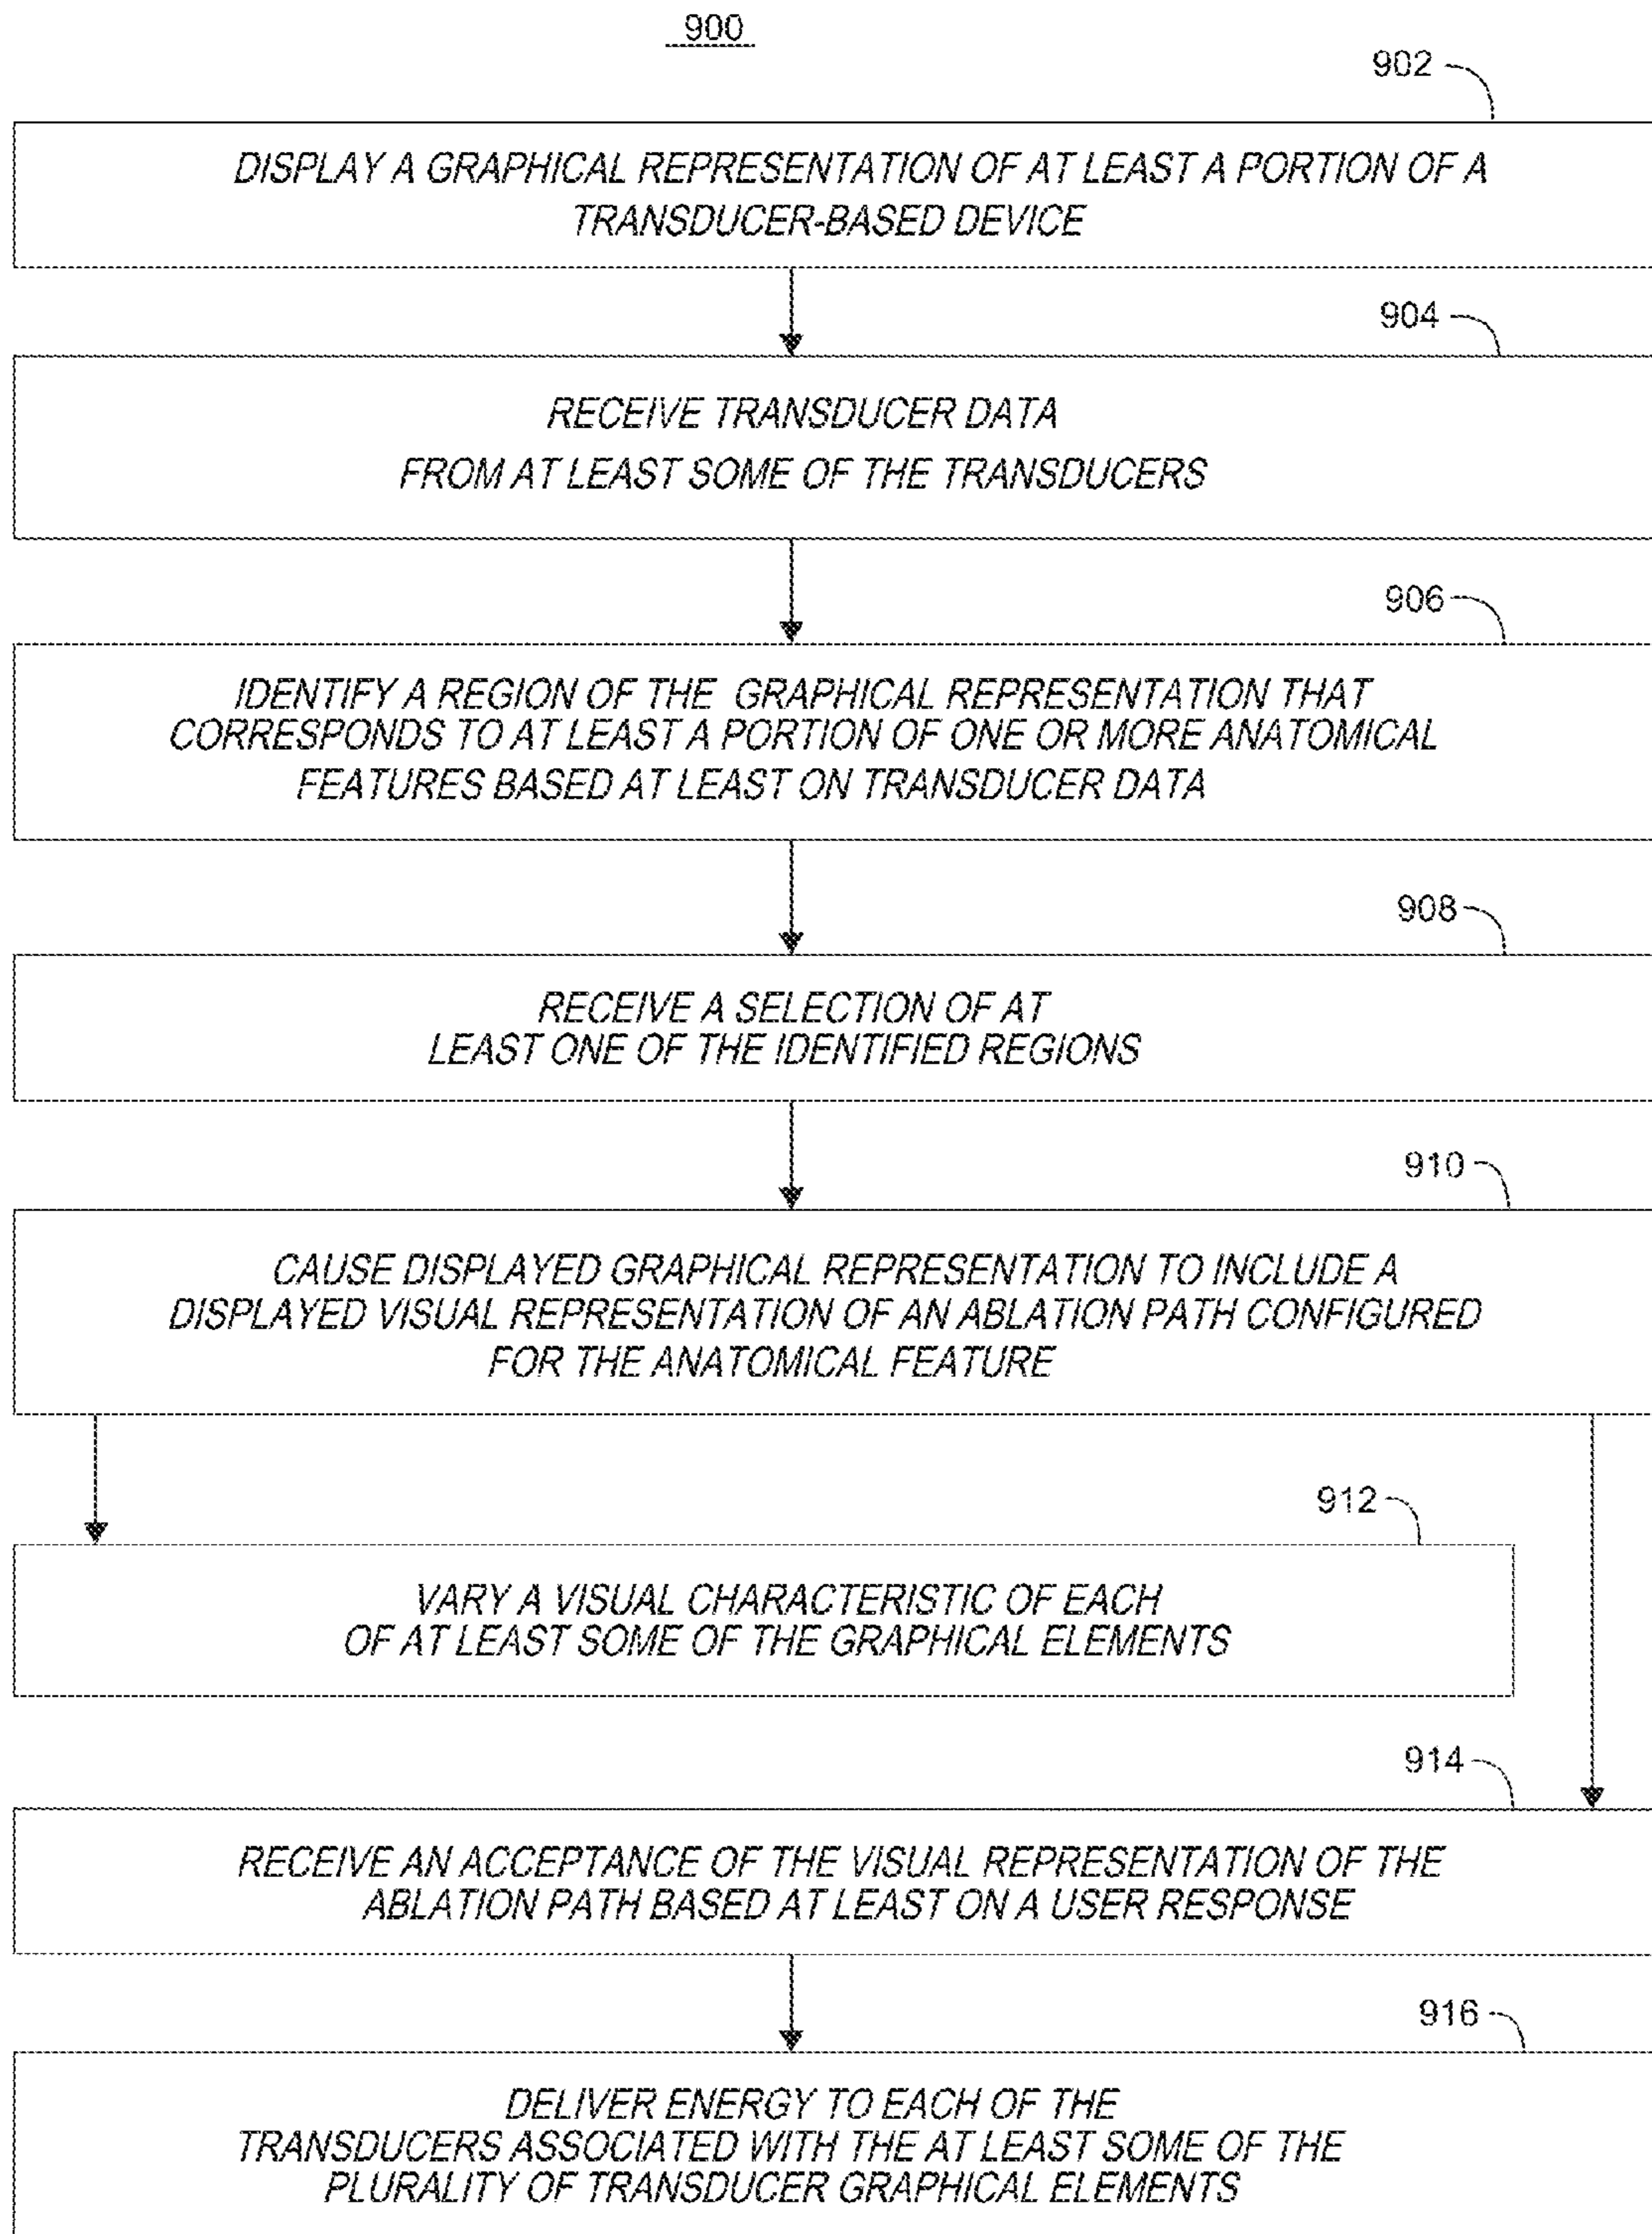 900
902
DISPLAY A GRAPHICAL REPRESENTATION OF AT LEAST A PORTION OF A
TRANSDUCER-BASED DEVICE
904
RECEIVE TRANSDUCER DATA
FROM AT LEAST SOME OF THE TRANSDUCERS
906
IDENTIFY A REGION OF THE GRAPHICAL REPRESENTATION THAT
CORRESPONDS TO AT LEAST A PORTION OF ONE OR MORE ANATOMICAL
FEATURES BASED AT LEAST ON TRANSDUCER DATA
908
RECEIVE A SELECTION OF AT
LEAST ONE OF THE IDENTIFIED REGIONS
910
CAUSE DISPLAYED GRAPHICAL REPRESENTATION TO INCLUDE A
DISPLAYED VISUAL REPRESENTATION OF AN ABLATION PATH CONFIGURED
FOR THE ANATOMICAL FEATURE
912
VARY A VISUAL CHARACTERISTIC OF EACH
OF AT LEAST SOME OF THE GRAPHICAL ELEMENTS
914
RECEIVE AN ACCEPTANCE OF THE VISUAL REPRESENTATION OF THE
ABLATION PATH BASED AT LEAST ON A USER RESPONSE
916
DELIVER ENERGY TO EACH OF THE
TRANSDUCERS ASSOCIATED WITH THE AT LEAST SOME OF THE
PLURALITY OF TRANSDUCER GRAPHICAL ELEMENTS